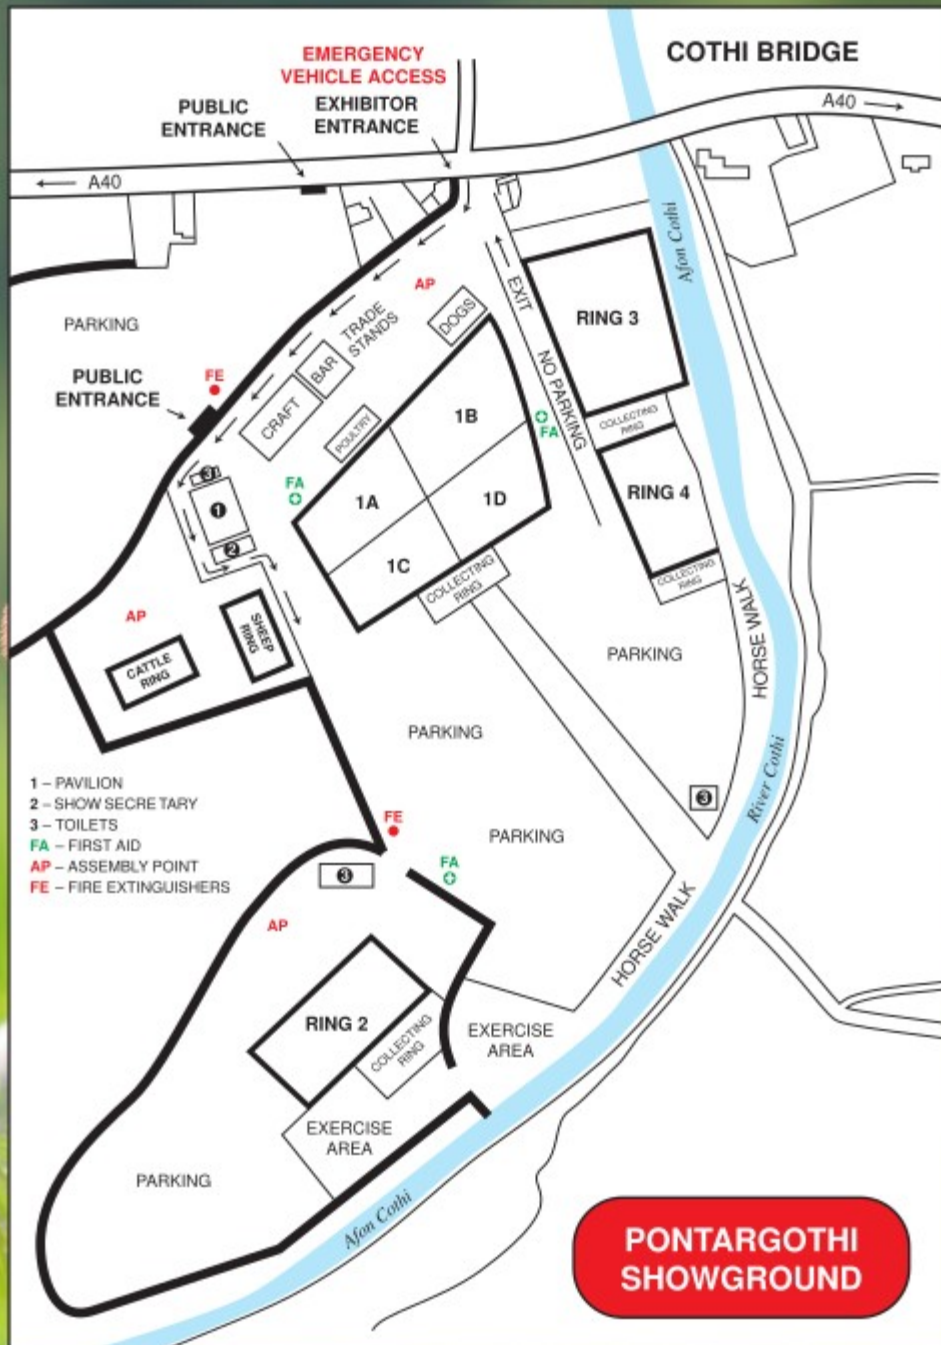 COTHI BRIDGE
EMERGENCY
VEHICLE ACCESS
EXHIBITOR
ENTRANCE
PUBLIC
ENTRANCE
A40
A40
Afon Cothi
PARKING
AP
EXIT
RING 3
TRADE
STANDS
DOGS
BAR
FE
PUBLIC
ENTRANCE
CRAFT
POULTRY
1B
NO PARKING
FA
COLLECTING
RING
3
FA
1A
1D
RING 4
1
2
1C
COLLECTING
RING
COLLECTING
RING
HORSE WALK
AP
SHEEP
RING
CATTLE
RING
PARKING
PARKING
River Cothi
3
1 – PAVILION
2 – SHOW SECRETARY
3 – TOILETS
FA – FIRST AID
AP – ASSEMBLY POINT
FE – FIRE EXTINGUISHERS
FE
PARKING
3
FA
AP
HORSE WALK
RING 2
COLLECTING
RING
EXERCISE
AREA
EXERCISE
AREA
PARKING
Afon Cothi
PONTARGOTHI
SHOWGROUND